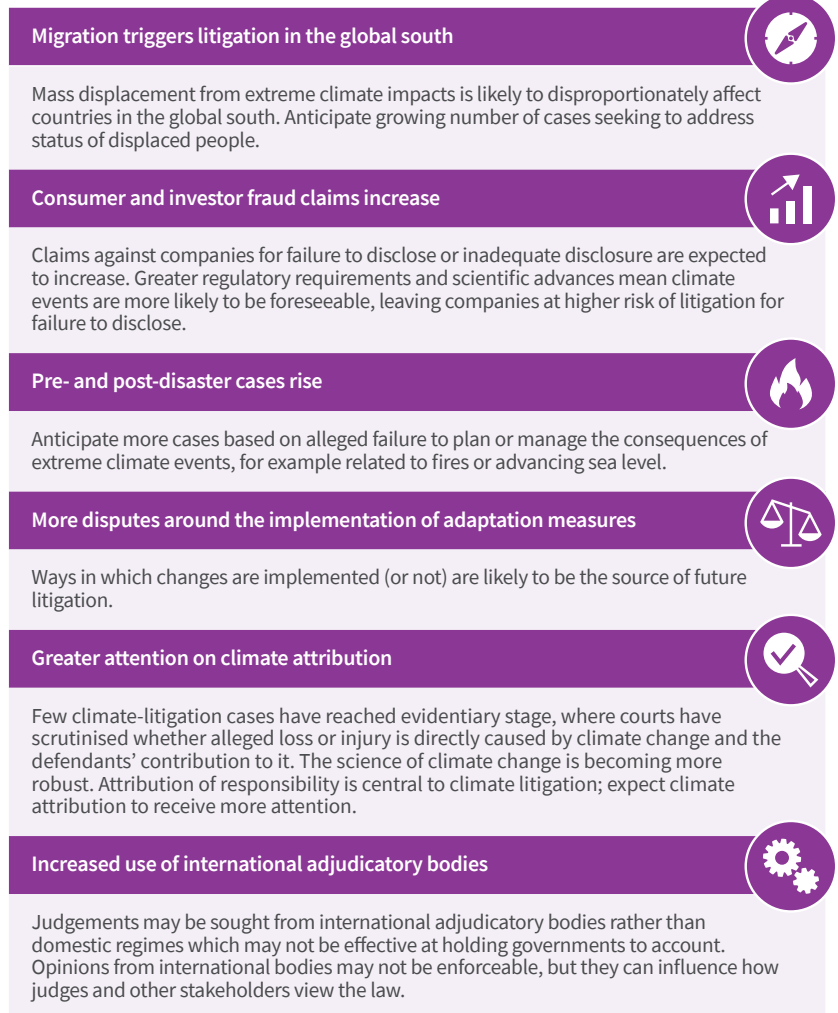 Migration triggers litigation in the global south
Mass displacement from extreme climate impacts is likely to disproportionately affect
countries in the global south. Anticipate growing number of cases seeking to address
status of displaced people.
Consumer and investor fraud claims increase
Claims against companies for failure to disclose or inadequate disclosure are expected
to increase. Greater regulatory requirements and scientific advances mean climate
events are more likely to be foreseeable, leaving companies at higher risk of litigation for
failure to disclose.
Pre- and post-disaster cases rise
Anticipate more cases based on alleged failure to plan or manage the consequences of
extreme climate events, for example related to fires or advancing sea level.
More disputes around the implementation of adaptation measures
Ways in which changes are implemented (or not) are likely to be the source of future
litigation.
Greater attention on climate attribution
Few climate-litigation cases have reached evidentiary stage, where courts have
scrutinised whether alleged loss or injury is directly caused by climate change and the
defendants’ contribution to it. The science of climate change is becoming more
robust. Attribution of responsibility is central to climate litigation; expect climate
attribution to receive more attention.
Increased use of international adjudicatory bodies
Judgements may be sought from international adjudicatory bodies rather than
domestic regimes which may not be effective at holding governments to account.
Opinions from international bodies may not be enforceable, but they can influence how
judges and other stakeholders view the law.